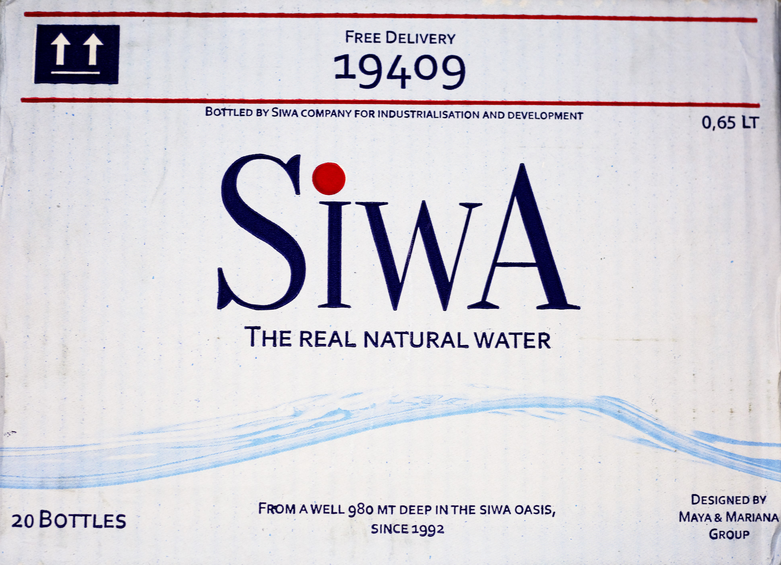 Free Delivery
19409
Bottled by Siwa company for industrialisation and development
0,65 LT
Siwa
The real natural water
20 Bottles
From a well 980 mt deep in the siwa oasis,
since 1992
Designed by
Maya & Mariana
Group